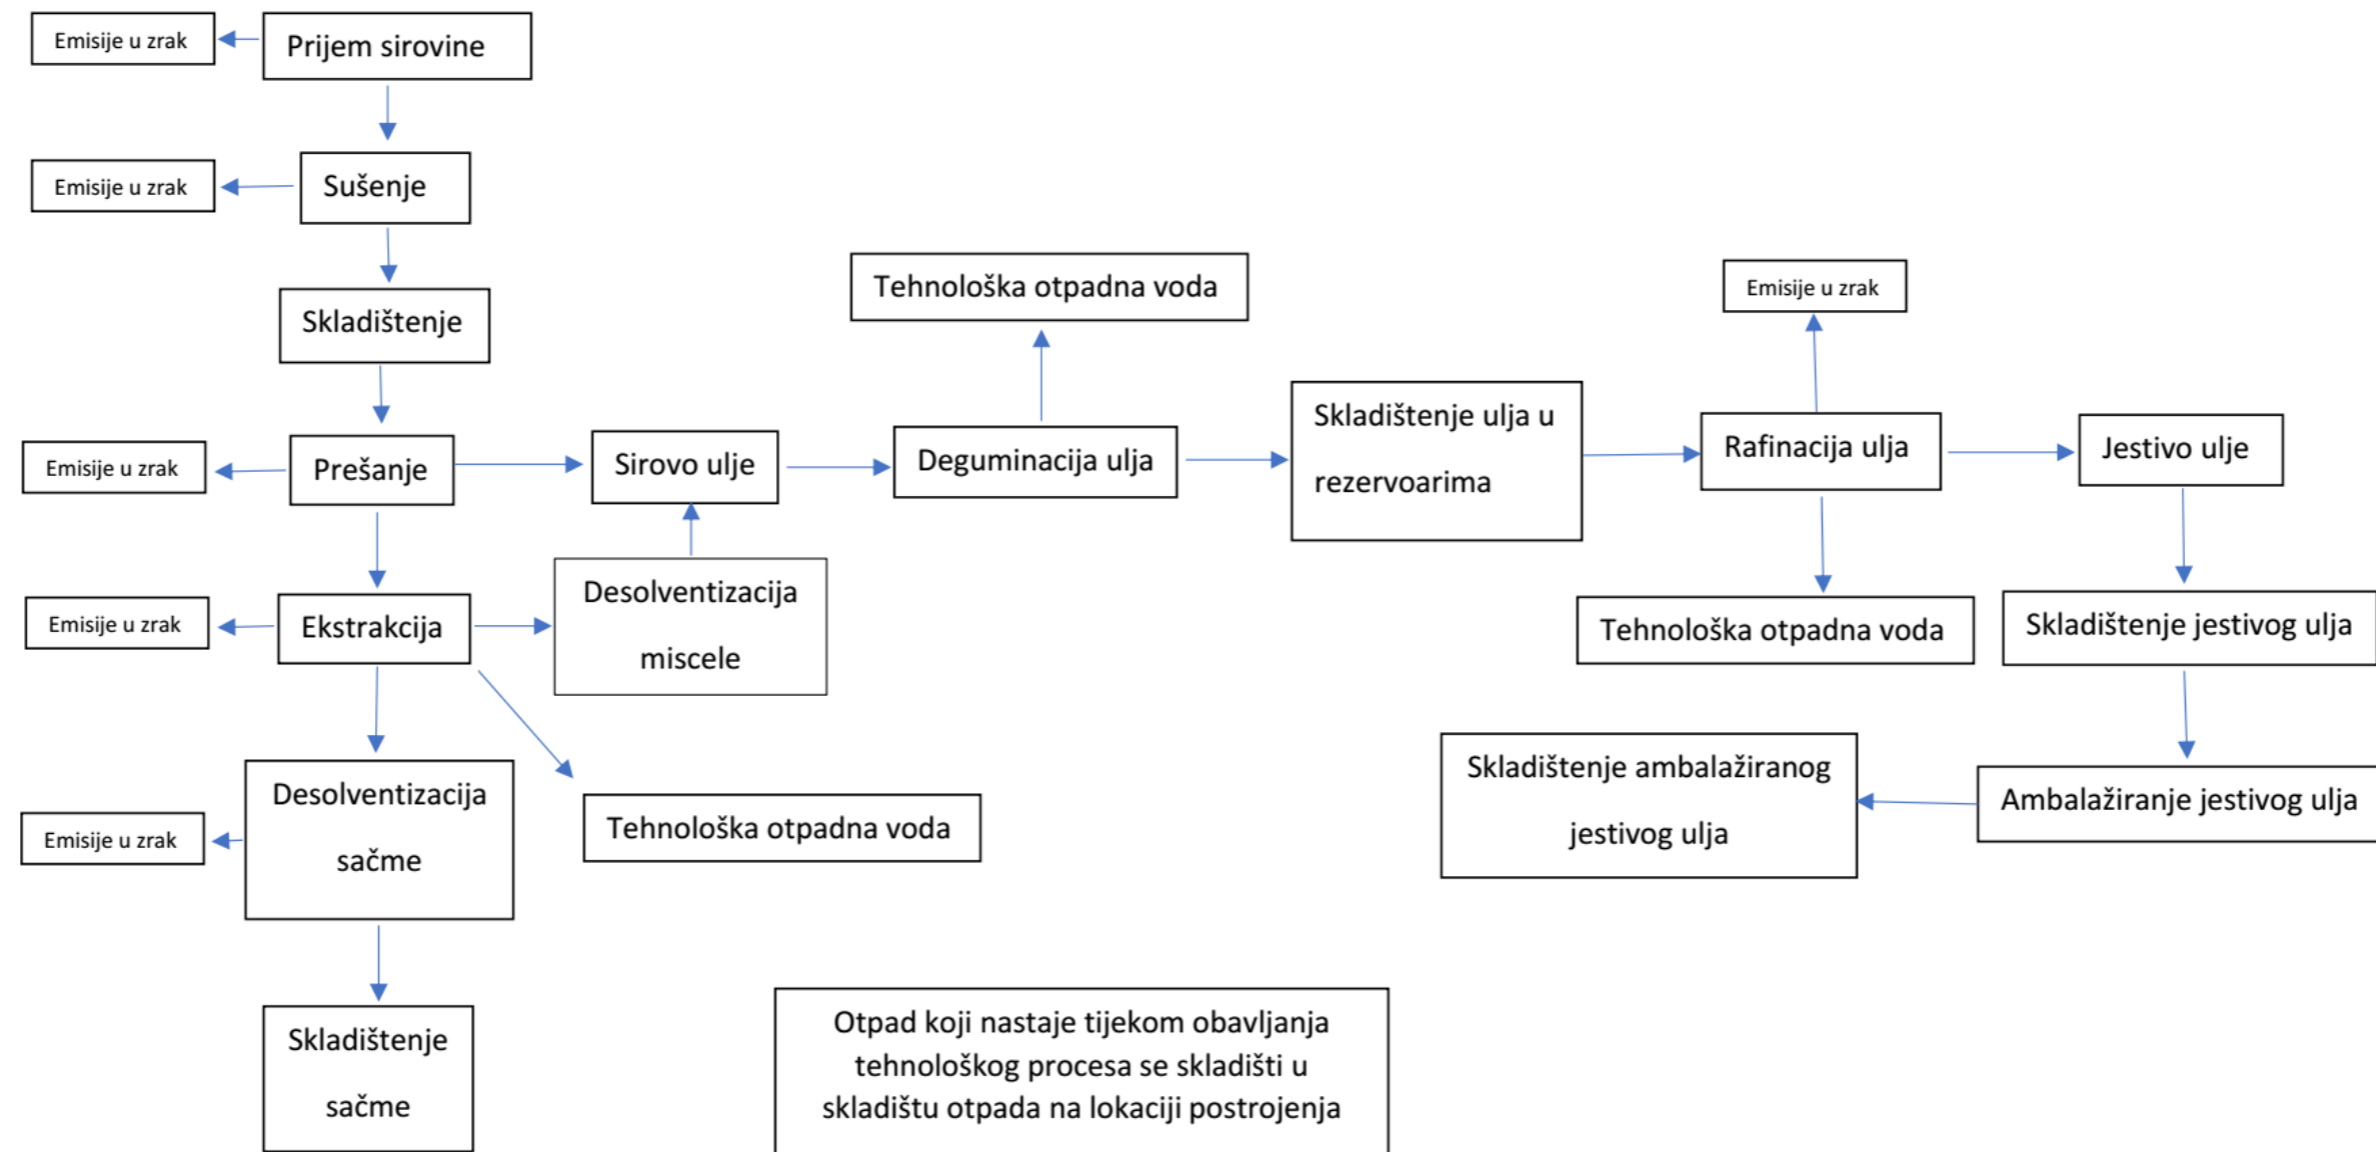 Emisije u zrak
Prijem sirovine
Emisije u zrak
Sušenje
Skladištenje
Tehnološka otpadna voda
Emisije u zrak
Emisije u zrak
Prešanje
Sirovo ulje
Deguminacija ulja
Skladištenje ulja u
rezervoarima
Rafinacija ulja
Jestivo ulje
Emisije u zrak
Ekstrakcija
Desolventizacija
miscele
Tehnološka otpadna voda
Skladištenje jestivog ulja
Emisije u zrak
Desolventizacija
sačme
Tehnološka otpadna voda
Skladištenje ambalažiranog
jestivog ulja
Ambalažiranje jestivog ulja
Skladištenje
sačme
Otpad koji nastaje tijekom obavljanja
tehnološkog procesa se skladišti u
skladištu otpada na lokaciji postrojenja